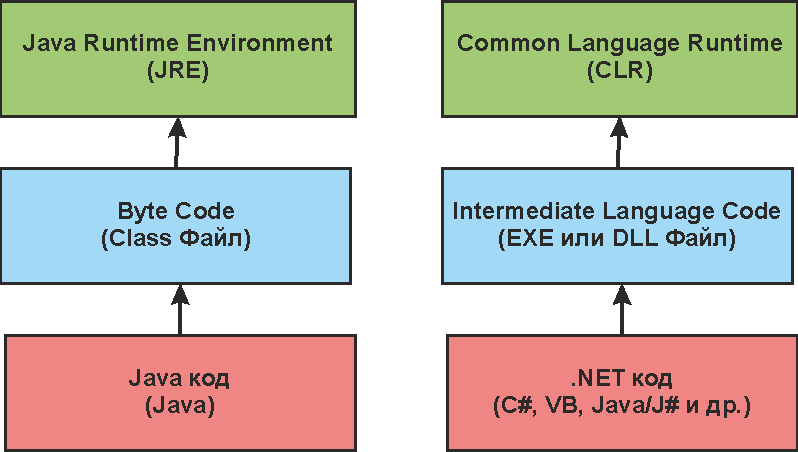 Java Runtime Environment
(JRE)
Common Language Runtime
(CLR)
Byte Code
(Class Файл)
Intermediate Language Code
(EXE или DLL Файл)
Java код
(Java)
.NET код
(C#, VB, Java/J# и др.)